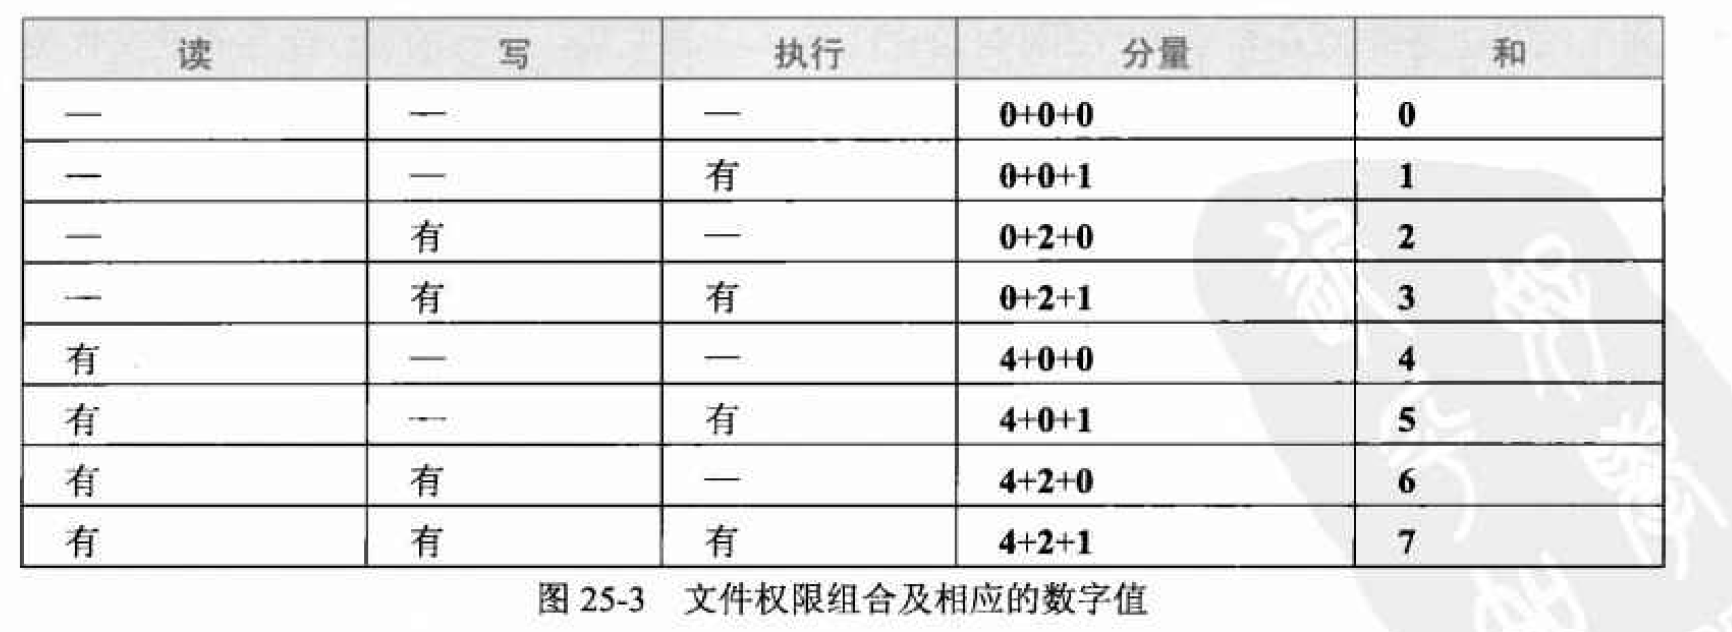 读 写 执行 分量 和
— — — 0+0+0 0
— — 有 0+0+1 1
— 有 — 0+2+0 2
— 有 有 0+2+1 3
有 — — 4+0+0 4
有 — 有 4+0+1 5
有 有 — 4+2+0 6
有 有 有 4+2+1 7
图 25-3 文件权限组合及相应的数字值